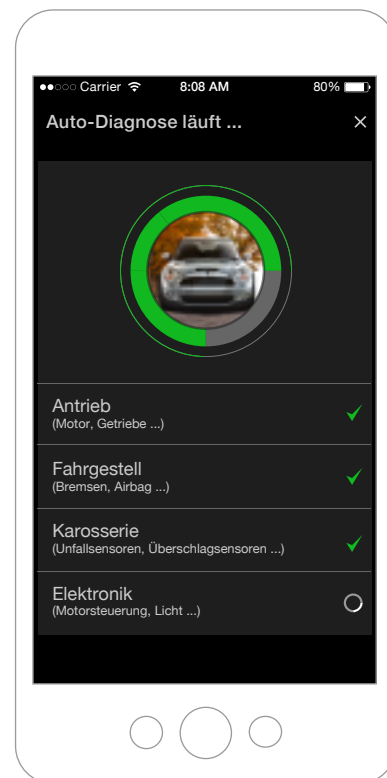 Carrier 8:08 AM 80%
Auto-Diagnose läuft ...
Antrieb
(Motor, Getriebe ...)
Fahrgestell
(Bremsen, Airbag ...)
Karosserie
(Unfallsensoren, Überschlagsensoren ...)
Elektronik
(Motorsteuerung, Licht ...)